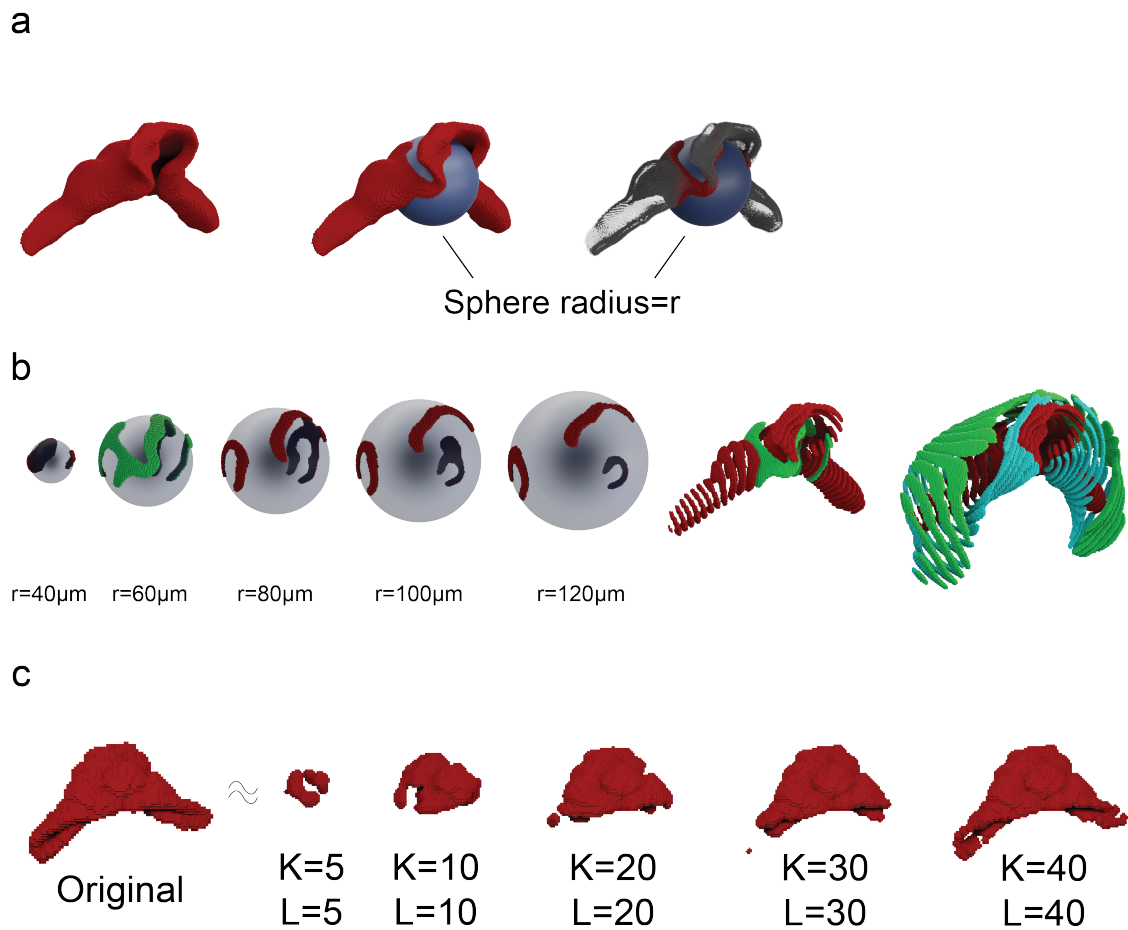 a
Sphere radius=r
b
r=40µm r=60µm r=80µm r=100µm r=120µm
c
Original
K=5 K=10 K=20 K=30 K=40
L=5 L=10 L=20 L=30 L=40